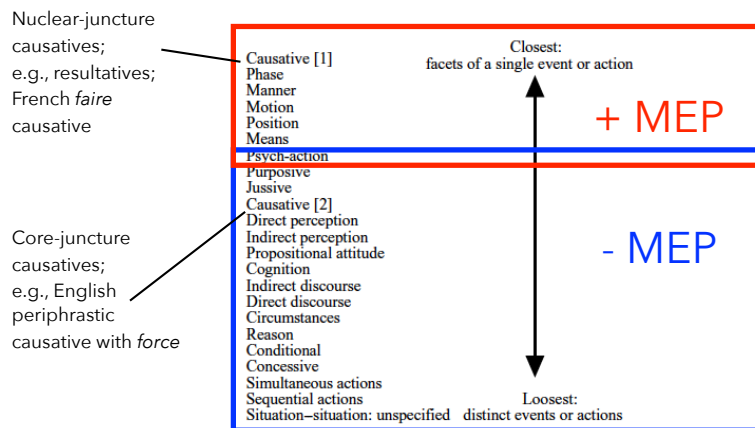 Nuclear-juncture
causatives;
e.g., resultatives;
French faire
causative
Core-juncture
causatives;
e.g., English
periphrastic
causative with force
Causative [1]
Phase
Manner
Motion
Position
Means
Psych-action
Purposive
Jussive
Causative [2]
Direct perception
Indirect perception
Propositional attitude
Cognition
Indirect discourse
Direct discourse
Circumstances
Reason
Conditional
Concessive
Simultaneous actions
Sequential actions
Situation–situation: unspecified
Closest:
facets of a single event or action
Loosest:
distinct events or actions
+ MEP
- MEP